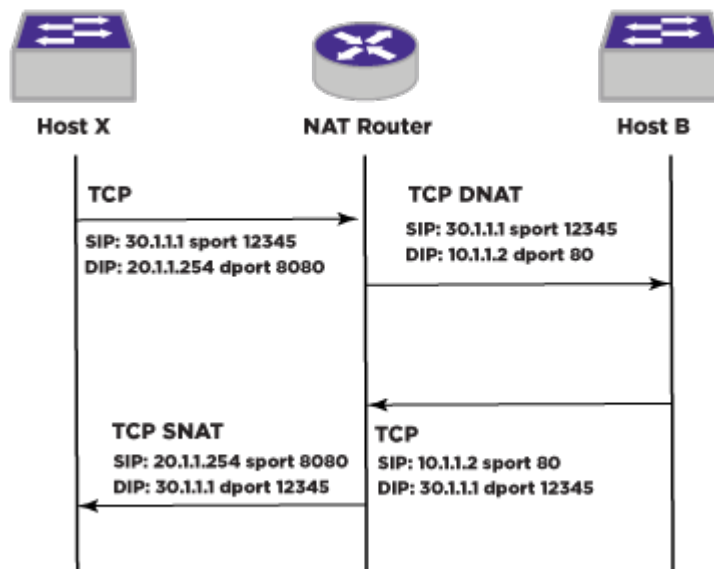 Host X
NAT Router
Host B
TCP
SIP: 30.1.1.1 sport 12345
DIP: 20.1.1.254 dport 8080
TCP DNAT
SIP: 30.1.1.1 sport 12345
DIP: 10.1.1.2 dport 80
TCP SNAT
SIP: 20.1.1.254 sport 8080
DIP: 30.1.1.1 dport 12345
TCP
SIP: 10.1.1.2 sport 80
DIP: 30.1.1.1 dport 12345